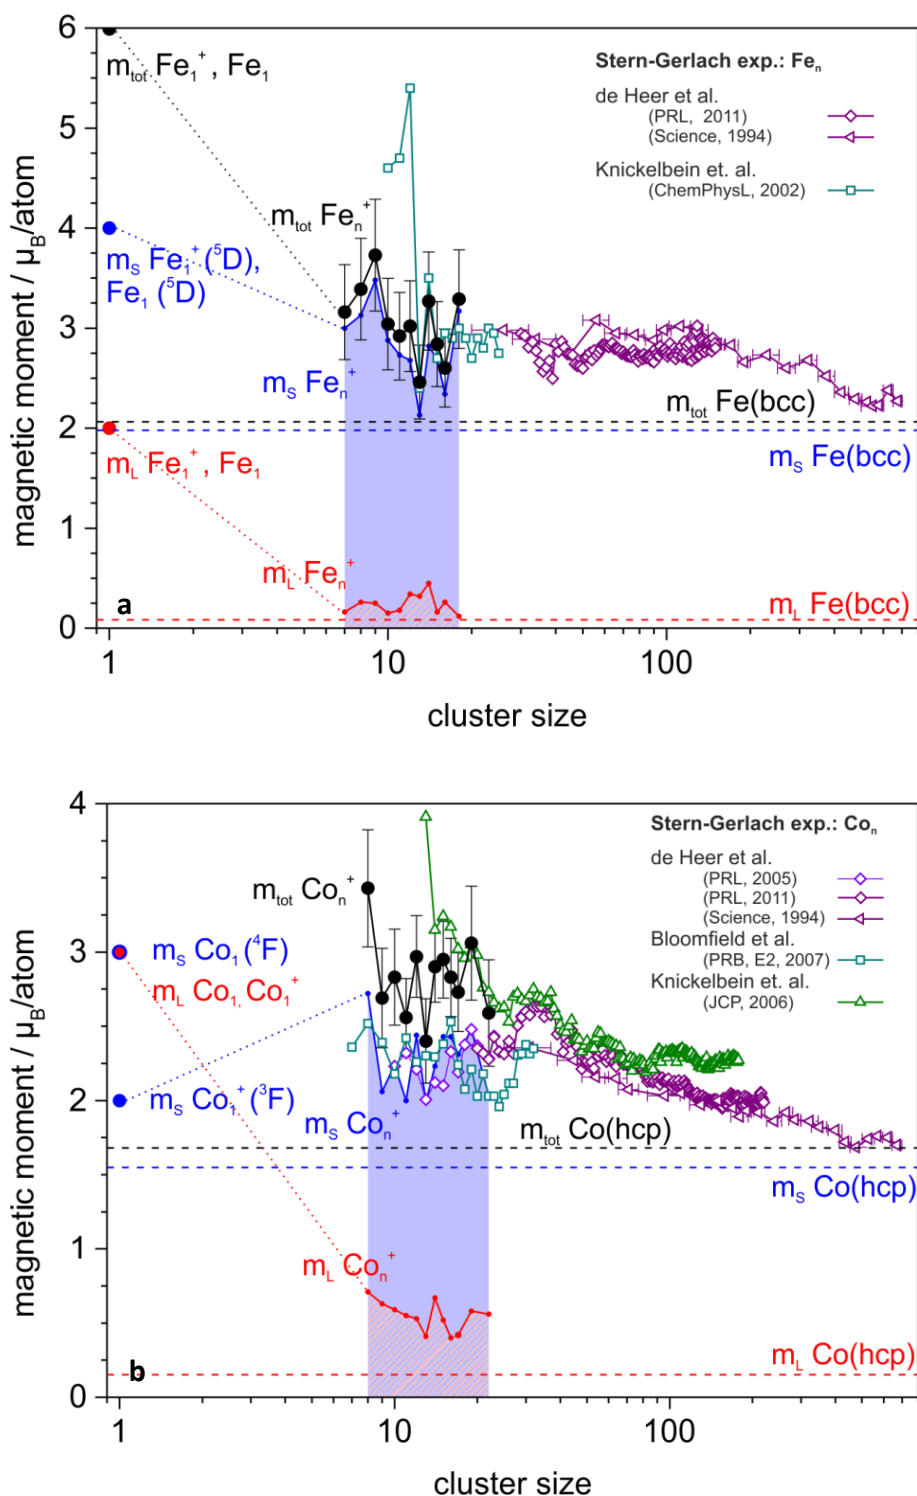 6
5
4
3
2
1
0
magnetic moment / μB/atom
mtot Fe1+, Fe1
Stern-Gerlach exp.: Fen
de Heer et al.
(PRL, 2011)
(Science, 1994)
Knickelbein et. al.
(ChemPhysL, 2002)
mtot Fen+
mS Fe1+ (5D),
Fe1 (5D)
mS Fen+
mtot Fe(bcc)
mL Fe1+, Fe1
mS Fe(bcc)
mL Fen+
mL Fe(bcc)
a
1 10 100
cluster size
4
3
2
1
0
magnetic moment / μB/atom
Stern-Gerlach exp.: Con
de Heer et al.
(PRL, 2005)
(PRL, 2011)
(Science, 1994)
Bloomfield et al.
(PRB, E2, 2007)
Knickelbein et. al.
(JCP, 2006)
mtot Con+
mS Co1 (4F)
mL Co1, Co1+
mS Co1+ (3F)
mS Con+
mtot Co(hcp)
mS Co(hcp)
mL Con+
mL Co(hcp)
b
1 10 100
cluster size